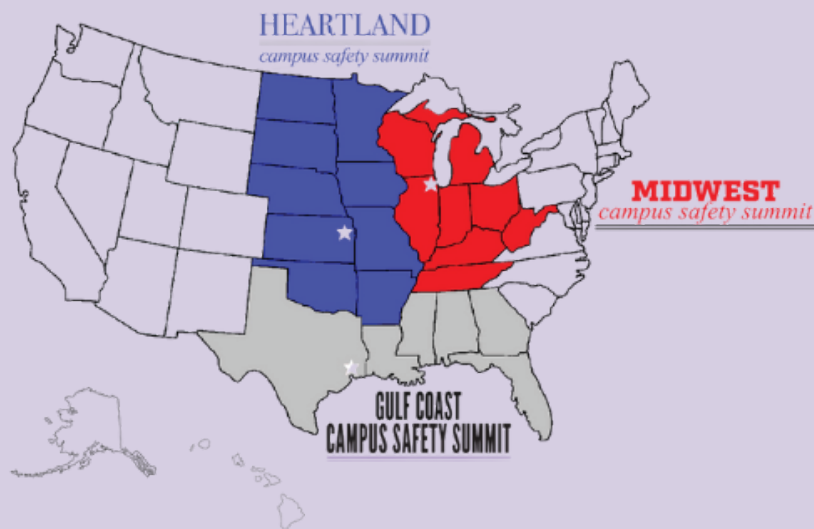 HEARTLAND
campus safety summit
MIDWEST
campus safety summit
GULF COAST
CAMPUS SAFETY SUMMIT